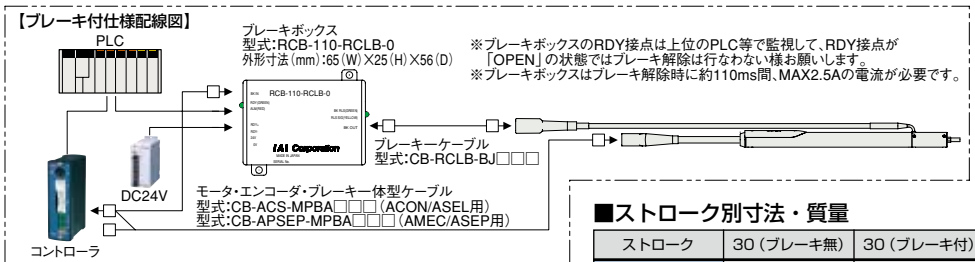 【ブレーキ付仕様配線図】
PLC
ブレーキボックス
型式:RCB-110-RCLB-0
外形寸法(mm):65(W)×25(H)×56(D)
※ブレーキボックスのRDY接点は上位のPLC等で監視して、RDY接点が
「OPEN」の状態ではブレーキ解除は行なわない様お願いします。
※ブレーキボックスはブレーキ解除時に約110ms間、MAX2.5Aの電流が必要です。
RCB-110-RCLB-0
BK OUT
IAI Corporation
MADE IN JAPAN
ブレーキケーブル
型式:CB-RCLB-BJ□□□
DC24V
モータ・エンコーダ・ブレーキ一体型ケーブル
型式:CB-ACS-MPBA□□□(ACON/ASEL用)
型式:CB-APSEP-MPBA□□□(AMEC/ASEP用)
コントローラ
■ストローク別寸法・質量
ストローク 30(ブレーキ無) 30(ブレーキ付)